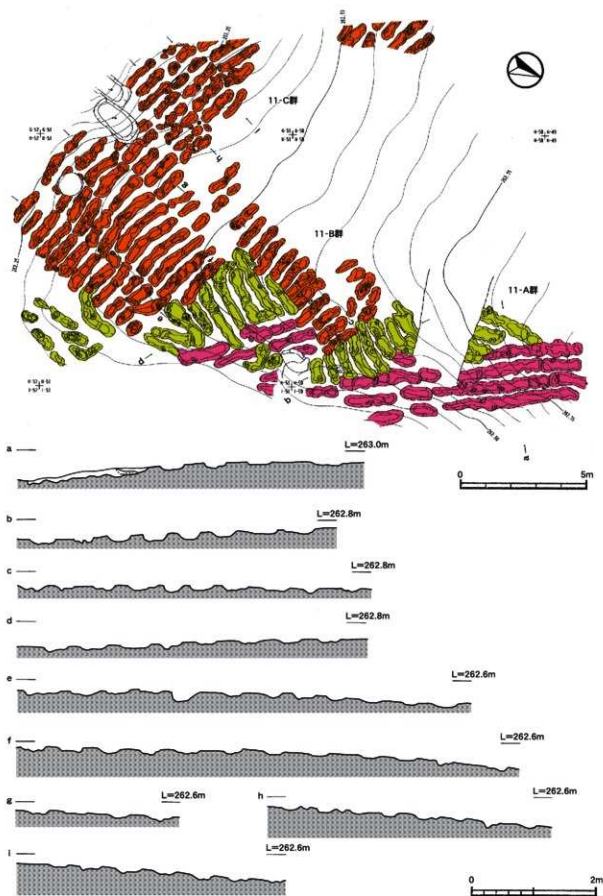 11-C群
11-B群
11-A群
0 5m
a L=263.0m
b L=262.8m
c L=262.8m
d L=262.8m
e L=262.6m
f L=262.6m
g L=262.6m
h L=262.6m
i L=262.6m
0 2m